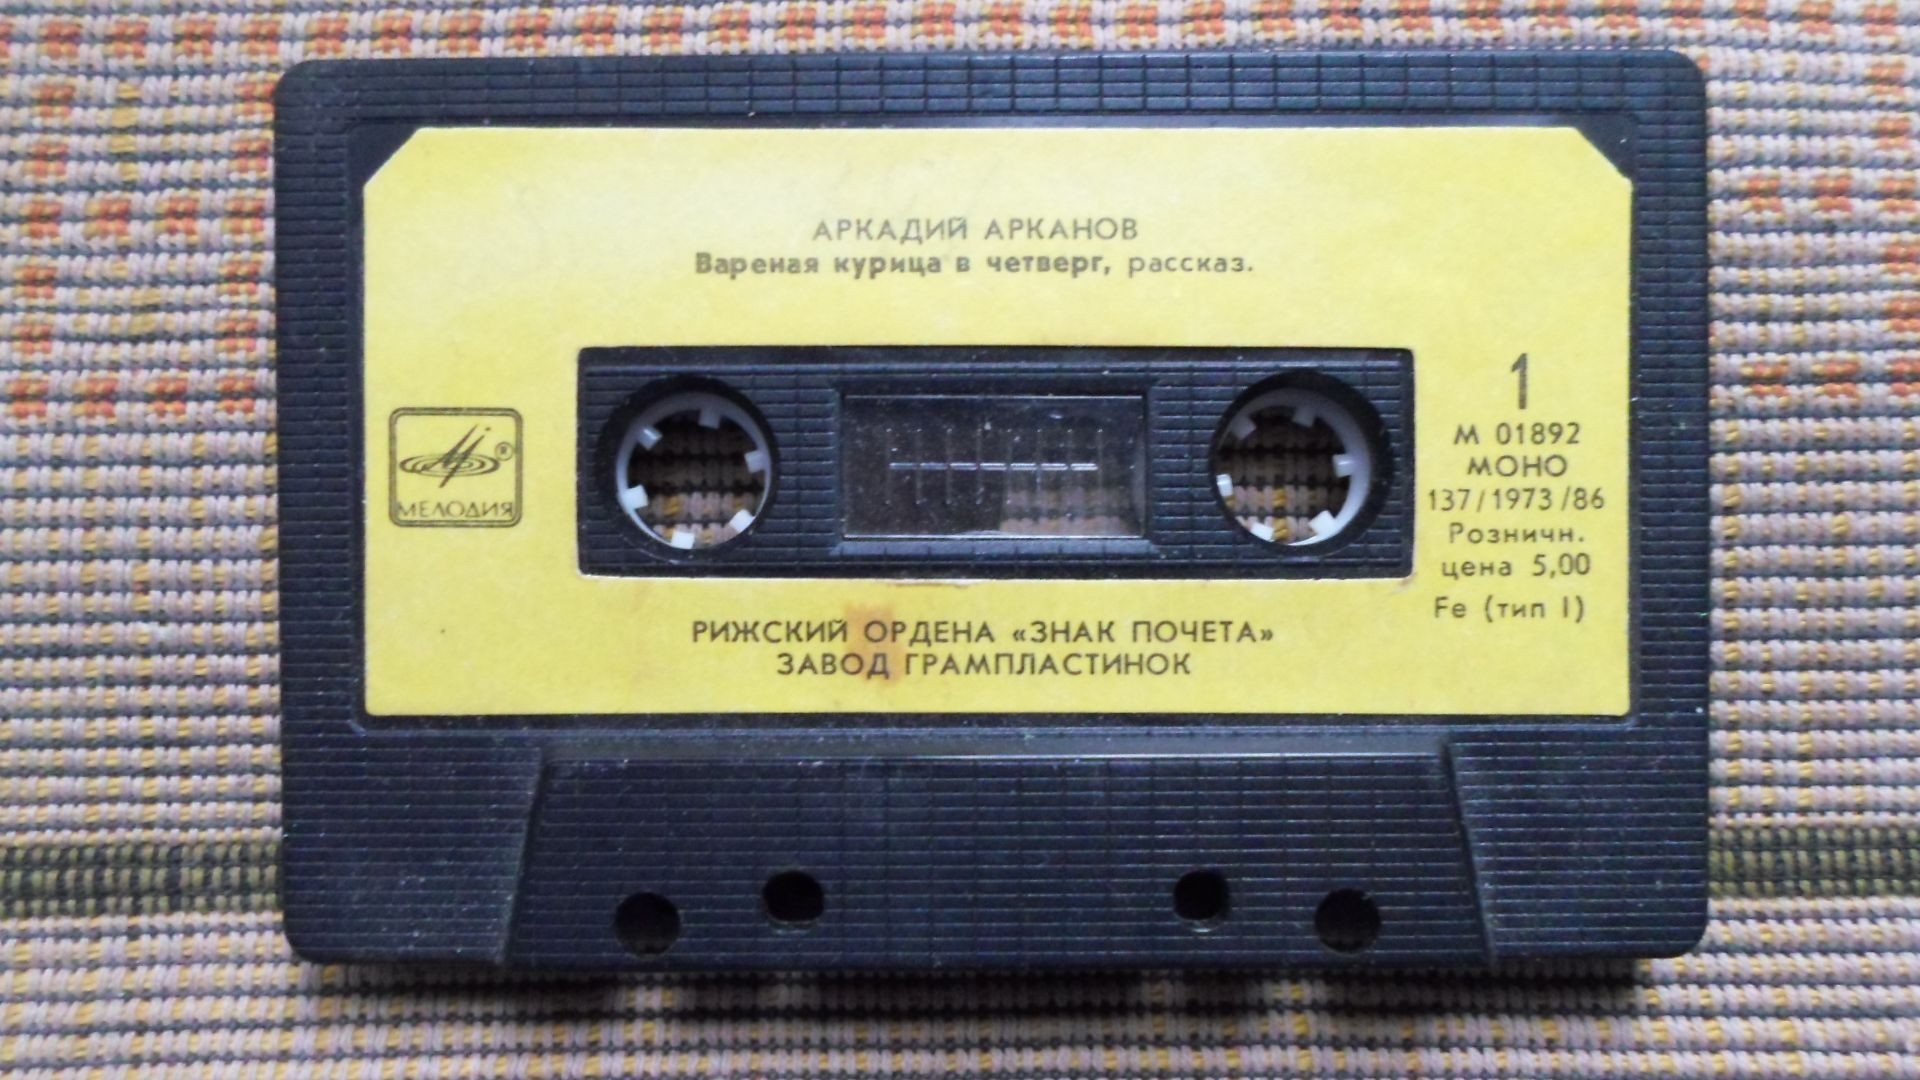 АРКАДИЙ АРКАНОВ
Вареная курица в четверг, рассказ.
МЕЛОДИЯ
®
1
М 01892
МОНО
137/1973/86
Розничн.
цена 5,00
Fe (тип I)
РИЖСКИЙ ОРДЕНА «ЗНАК ПОЧЕТА»
ЗАВОД ГРАМПЛАСТИНОК